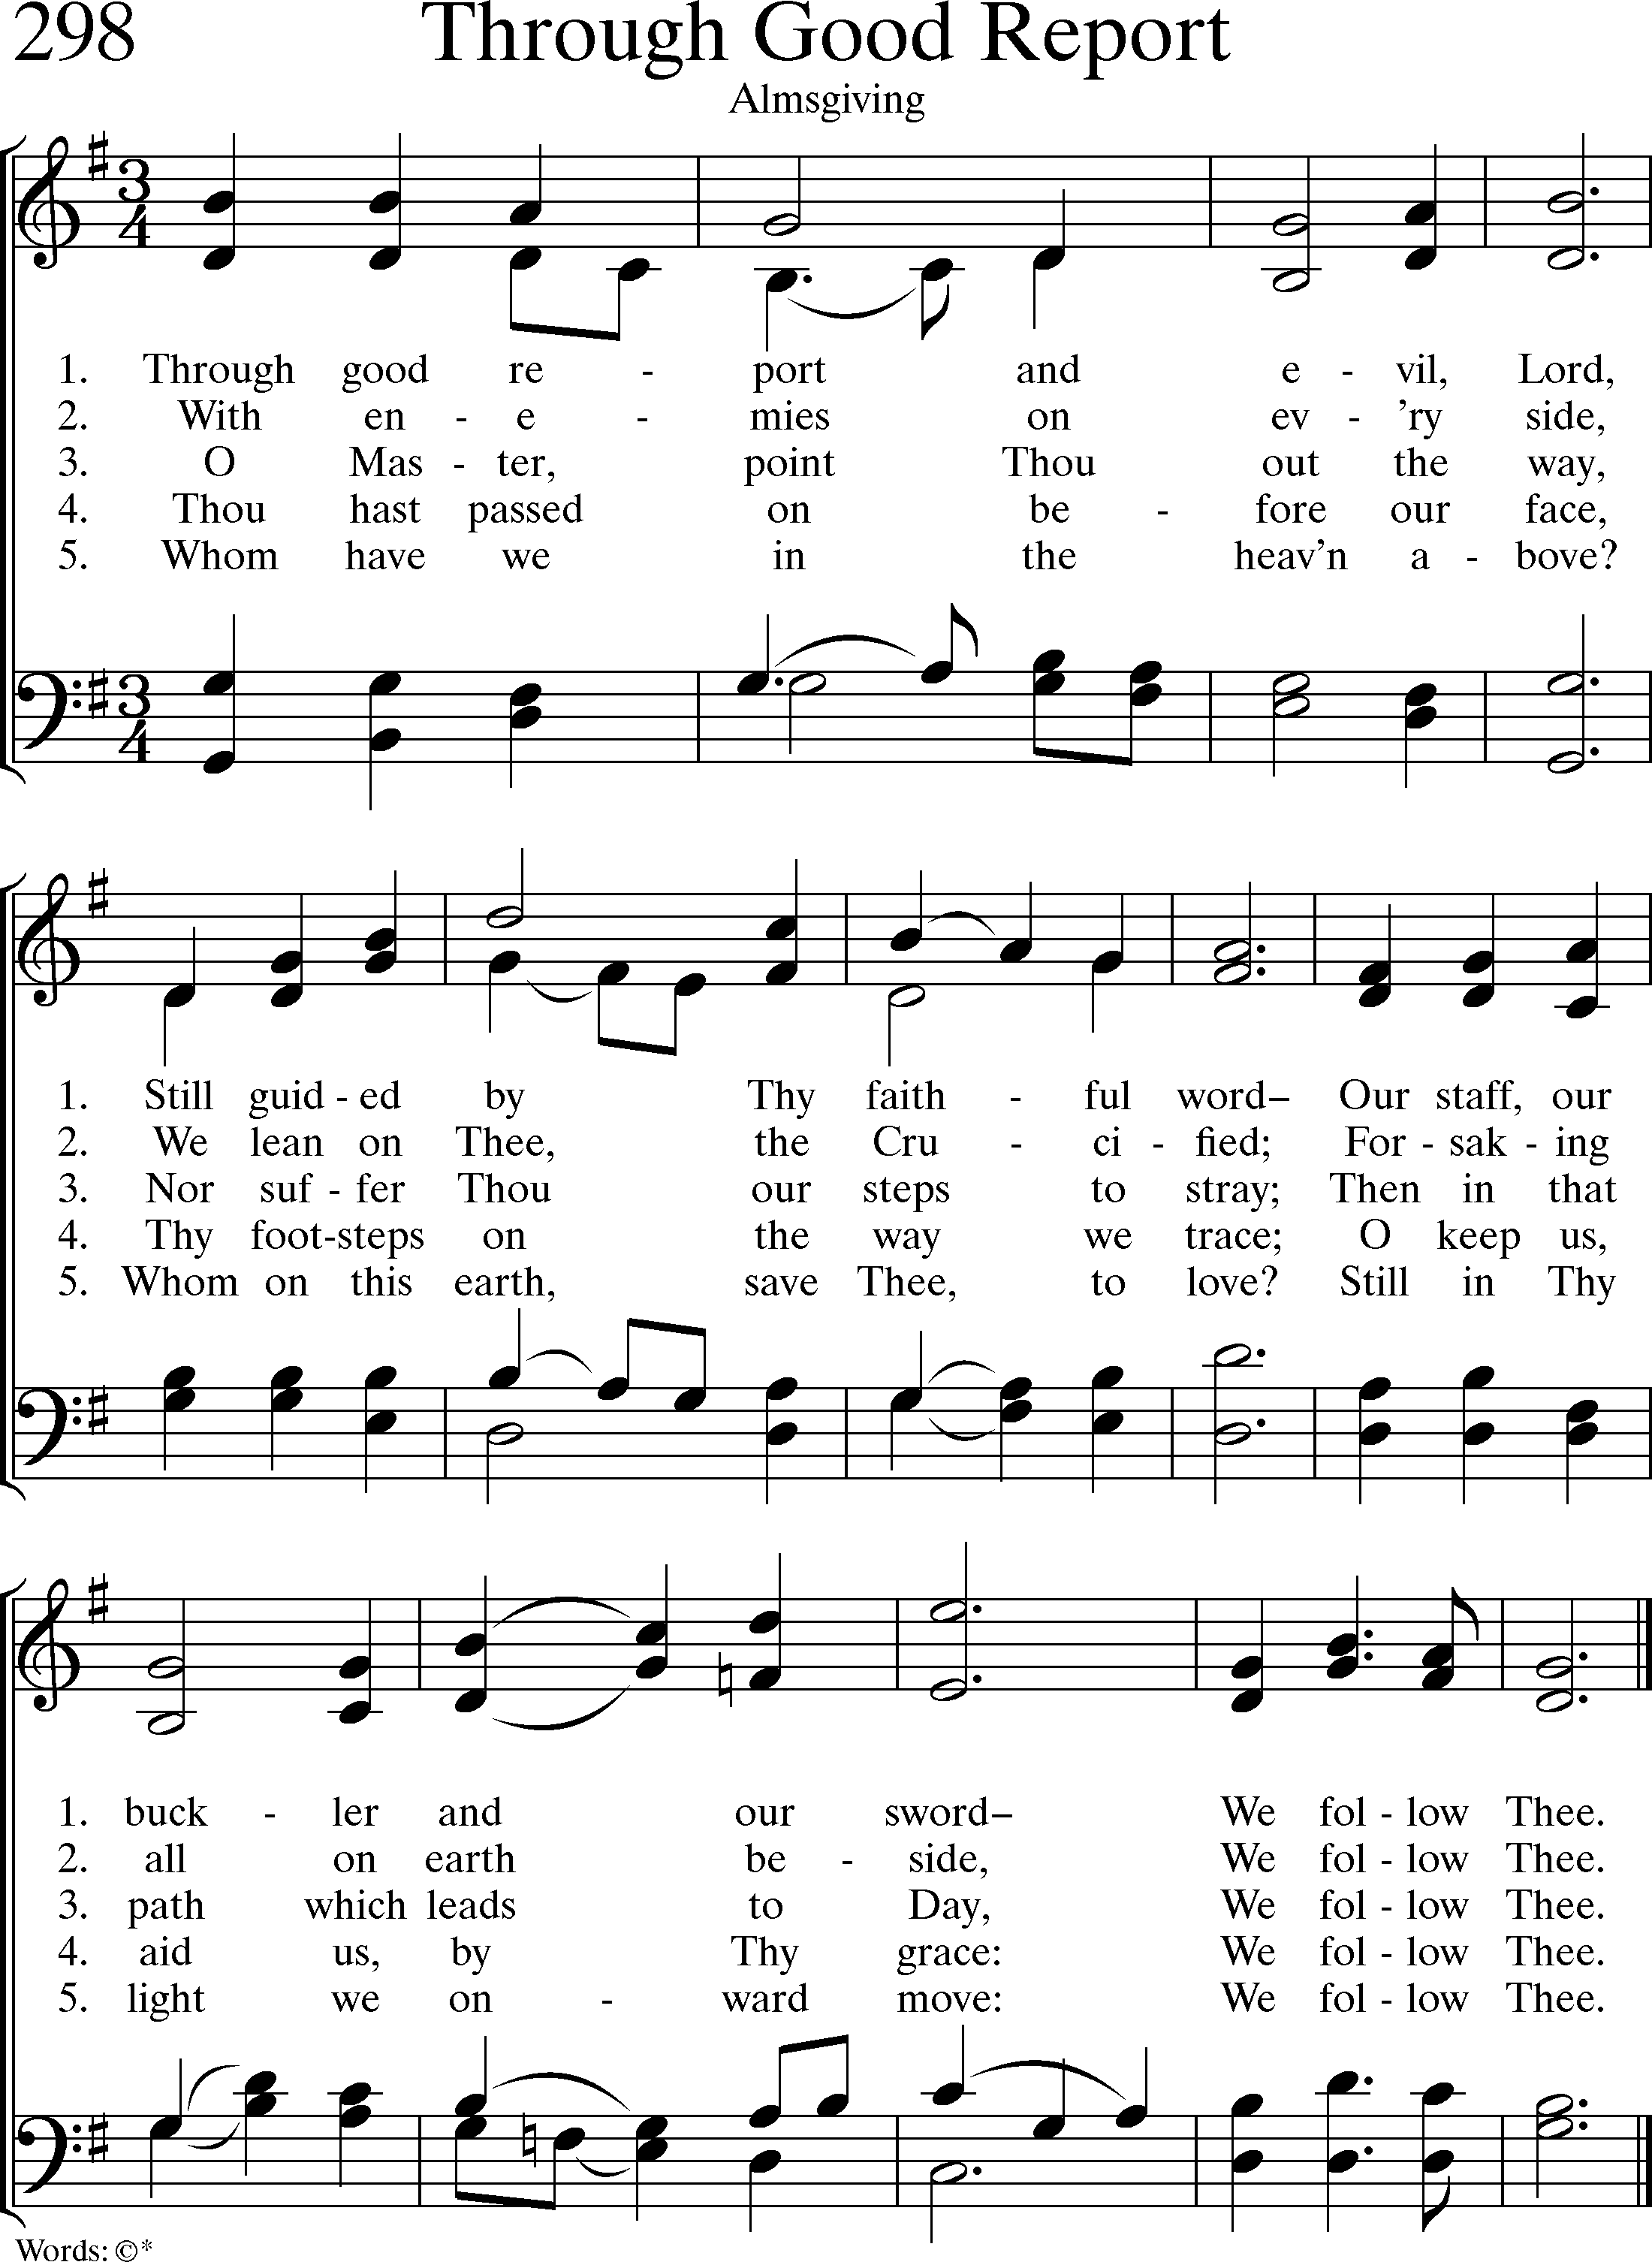 298 Through Good Report
Almsgiving
3 4
1. Through good re - port and e - vil, Lord,
2. With en - e - mies on ev - ’ry side,
3. O Mas - ter, point Thou out the way,
4. Thou hast passed on be - fore our face,
5. Whom have we in the heav’n a - bove?
3 4
1. Still guid - ed by Thy faith - ful word– Our staff, our
2. We lean on Thee, the Cru - ci - fied; For - sak - ing
3. Nor suf - fer Thou our steps to stray; Then in that
4. Thy foot-steps on the way we trace; O keep us,
5. Whom on this earth, save Thee, to love? Still in Thy
1. buck - ler and our sword– We fol - low Thee.
2. all on earth be - side, We fol - low Thee.
3. path which leads to Day, We fol - low Thee.
4. aid us, by Thy grace: We fol - low Thee.
5. light we on - ward move: We fol - low Thee.
Words: ©*